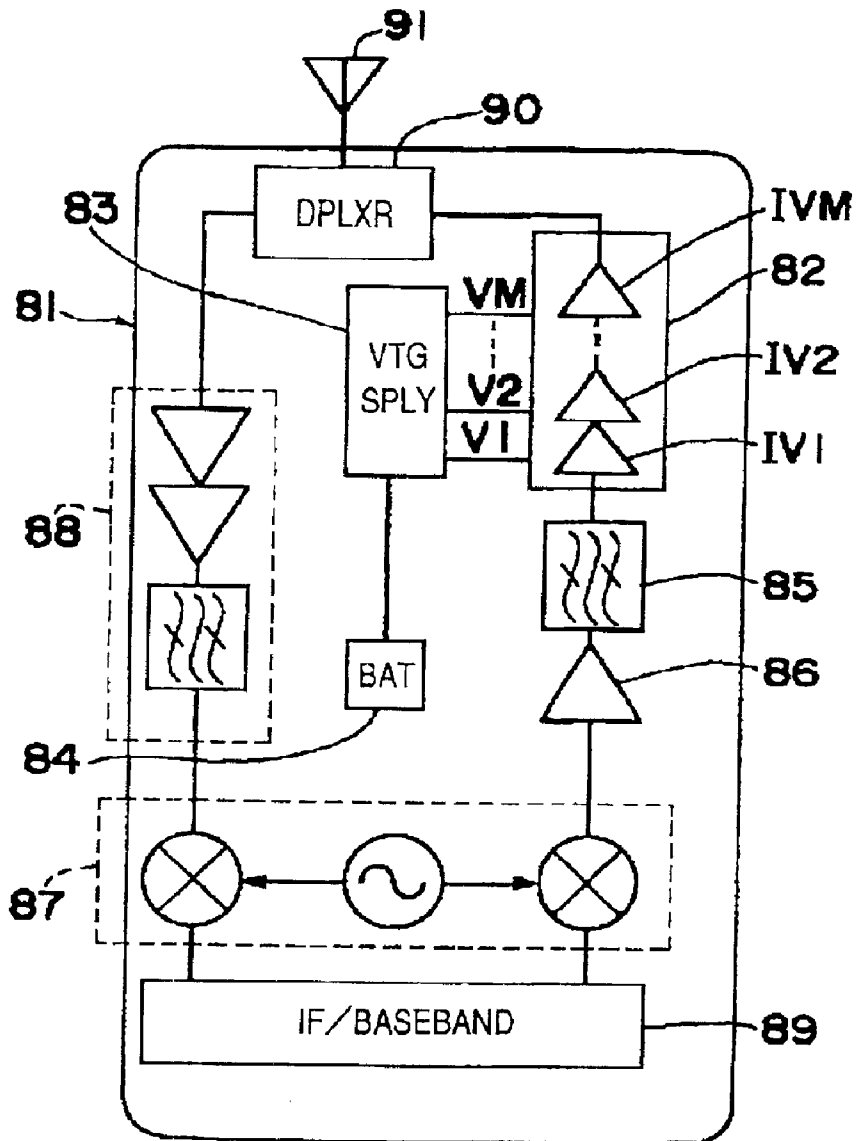 91
90
DPLXR
83
IVM
82
81
VM
VTG
SPLY
IV2
V2
V1
IV1
88
85
BAT
86
84
87
IF/BASEBAND
89